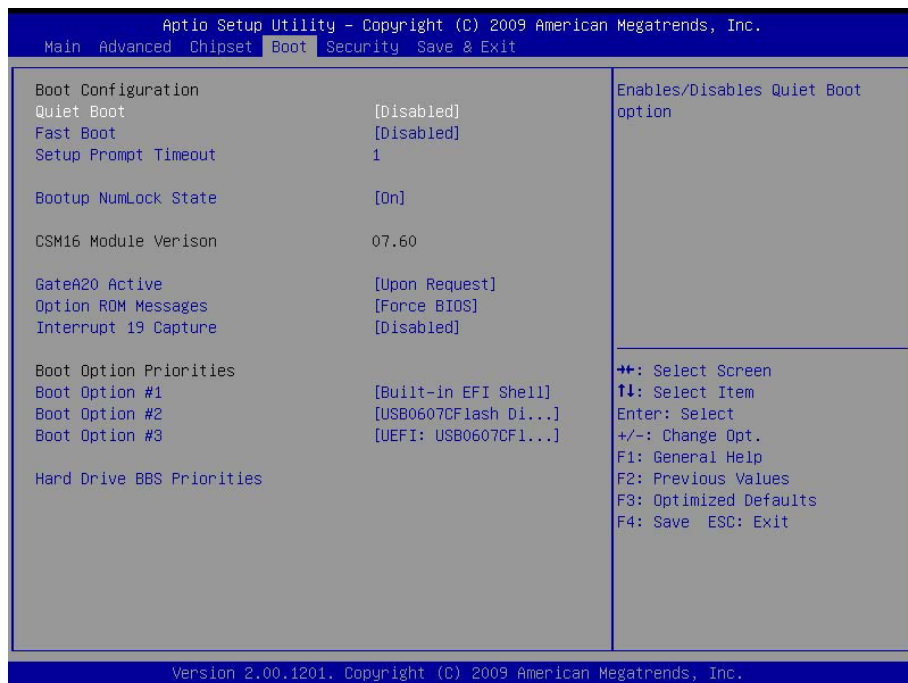 Aptio Setup Utility – Copyright (C) 2009 American Megatrends, Inc.
Main Advanced Chipset Boot Security Save & Exit
Boot Configuration
Quiet Boot [Disabled]
Fast Boot [Disabled]
Setup Prompt Timeout 1
Bootup NumLock State [On]
CSM16 Module Verison 07.60
GateA20 Active [Upon Request]
Option ROM Messages [Force BIOS]
Interrupt 19 Capture [Disabled]
Boot Option Priorities
Boot Option #1 [Built-in EFI Shell]
Boot Option #2 [USB0607CFlash Di...]
Boot Option #3 [UEFI: USB0607CFl...]
Hard Drive BBS Priorities
Enables/Disables Quiet Boot
option
→←: Select Screen
↑↓: Select Item
Enter: Select
+/-: Change Opt.
F1: General Help
F2: Previous Values
F3: Optimized Defaults
F4: Save ESC: Exit
Version 2.00.1201. Copyright (C) 2009 American Megatrends, Inc.